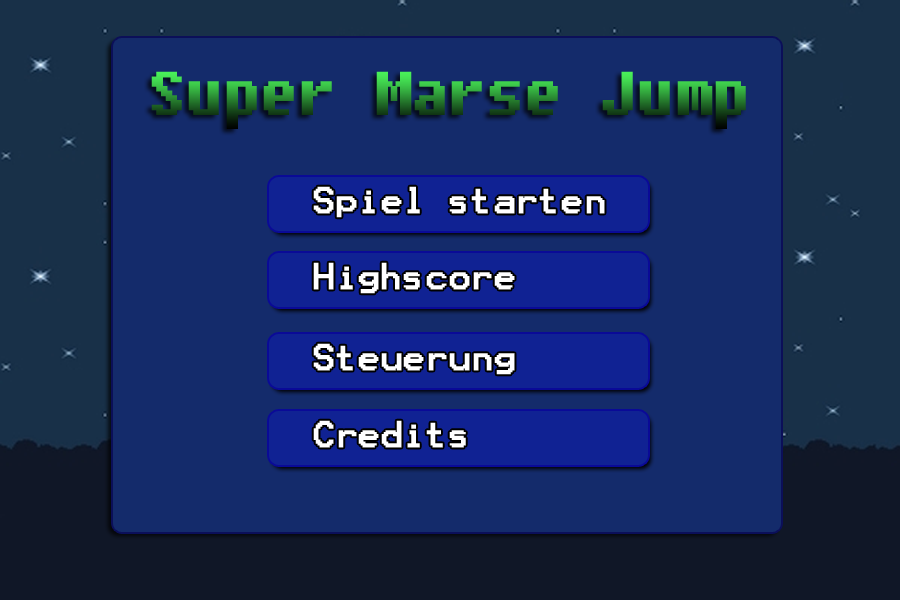 Super Marse Jump
Spiel starten
Highscore
Steuerung
Credits